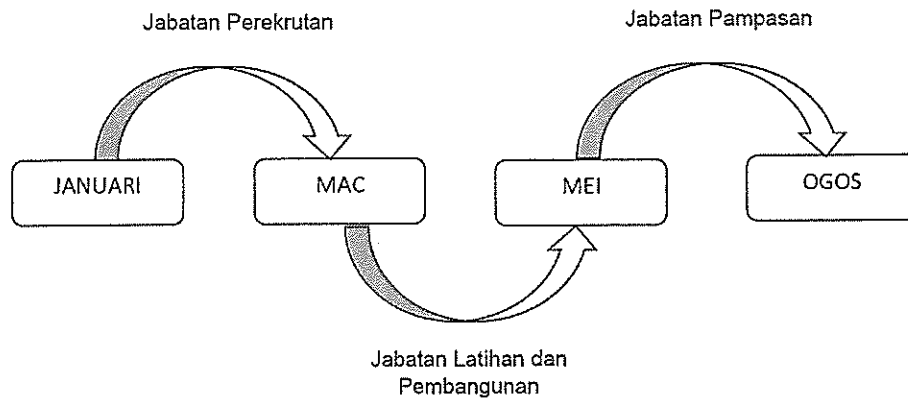 Jabatan Perekrutan
Jabatan Pampasan
JANUARI
MAC
MEI
OGOS
Jabatan Latihan dan
Pembangunan